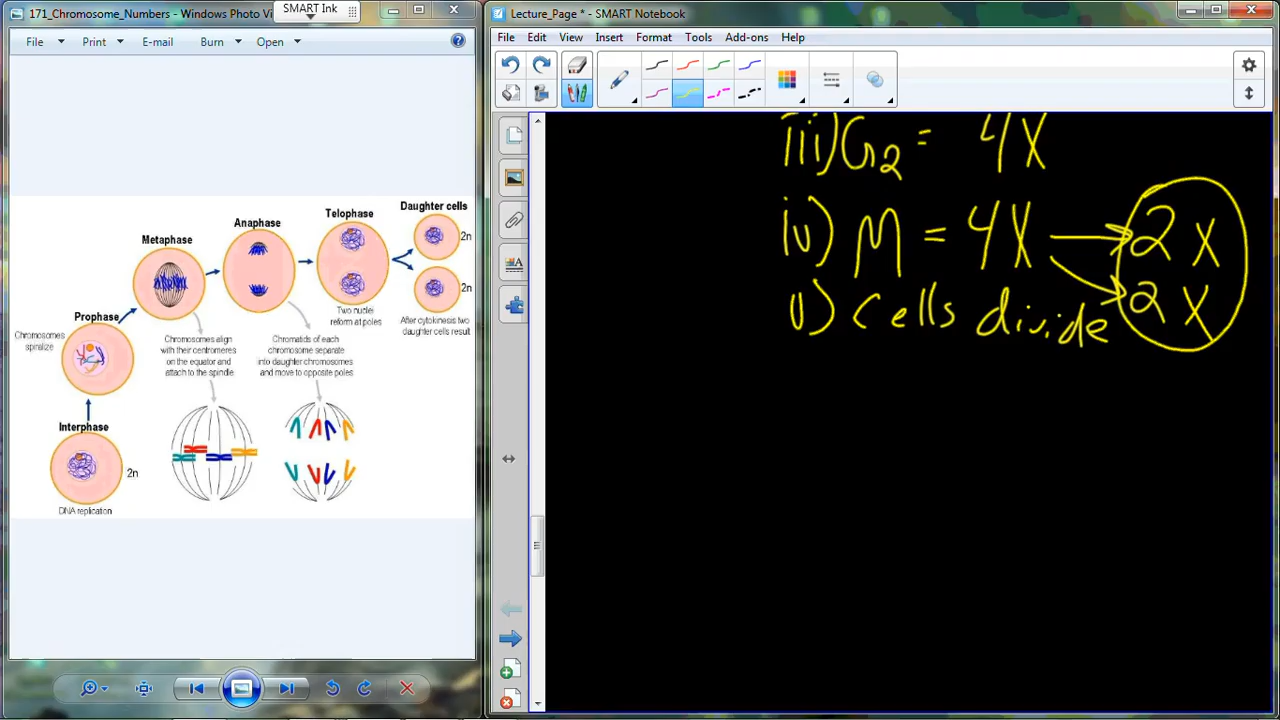 171_Chromosome_Numbers - Windows Photo Vi
SMART Ink
File Print E-mail Burn Open
Lecture_Page * - SMART Notebook
File Edit View Insert Format Tools Window Help
Daughter cells
Telophase
Anaphase
Metaphase
2n
2n
Two nuclei
reform at poles
After cytokinesis two
daughter cells result
Prophase
Chromosomes
spiralize
Chromosomes align
with their centromeres
on the equator and
attach to the spindle
Chromatids of each
chromosome separate
into daughter chromosomes
and move to opposite poles
Interphase
2n
DNA replication
iii) G2 = 4X
iv) M = 4X → 2 X
2 X
v) cells divide